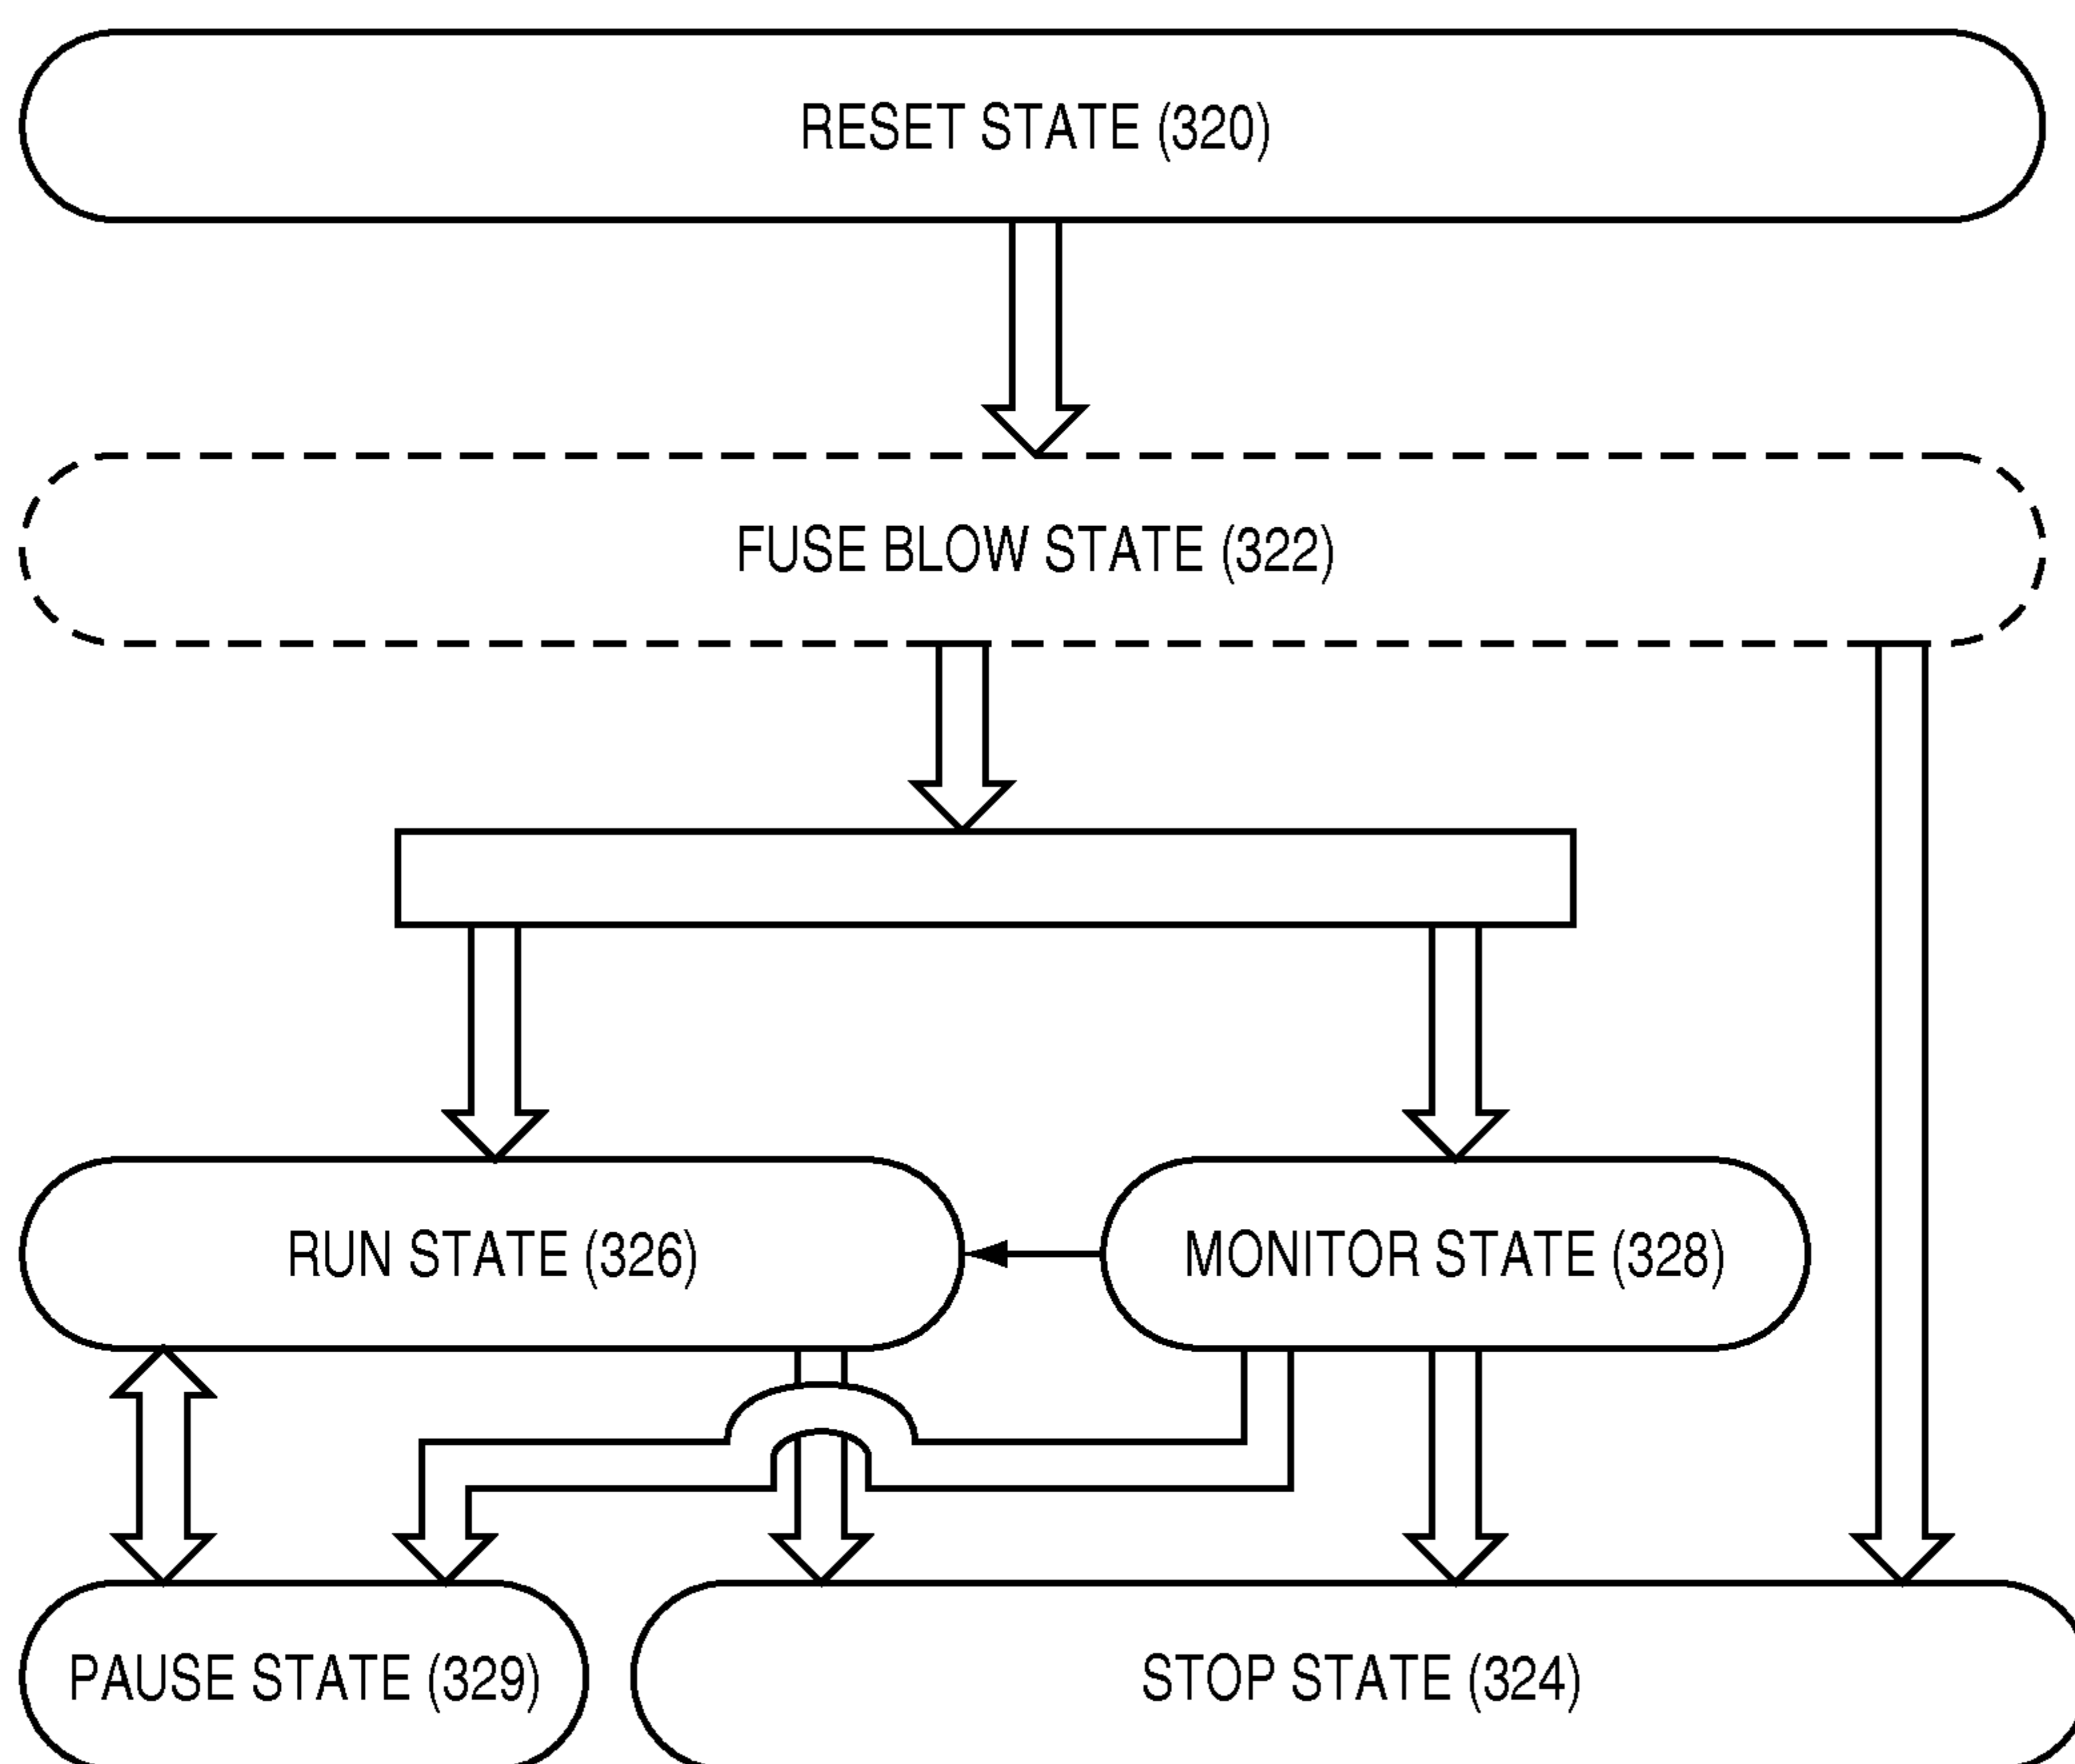 RESET STATE (320)
FUSE BLOW STATE (322)
RUN STATE (326)
MONITOR STATE (328)
PAUSE STATE (329)
STOP STATE (324)